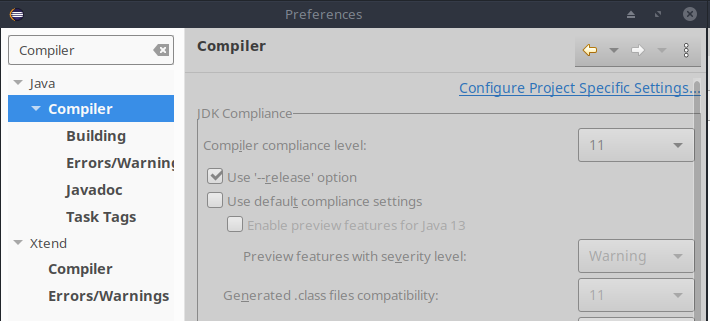 Preferences
Compiler
Java
Compiler
Building
Errors/Warning
Javadoc
Task Tags
Xtend
Compiler
Errors/Warnings
Compiler
Configure Project Specific Settings...
JDK Compliance
Compiler compliance level: 11
Use '--release' option
Use default compliance settings
Enable preview features for Java 13
Preview features with severity level: Warning
Generated .class files compatibility: 11